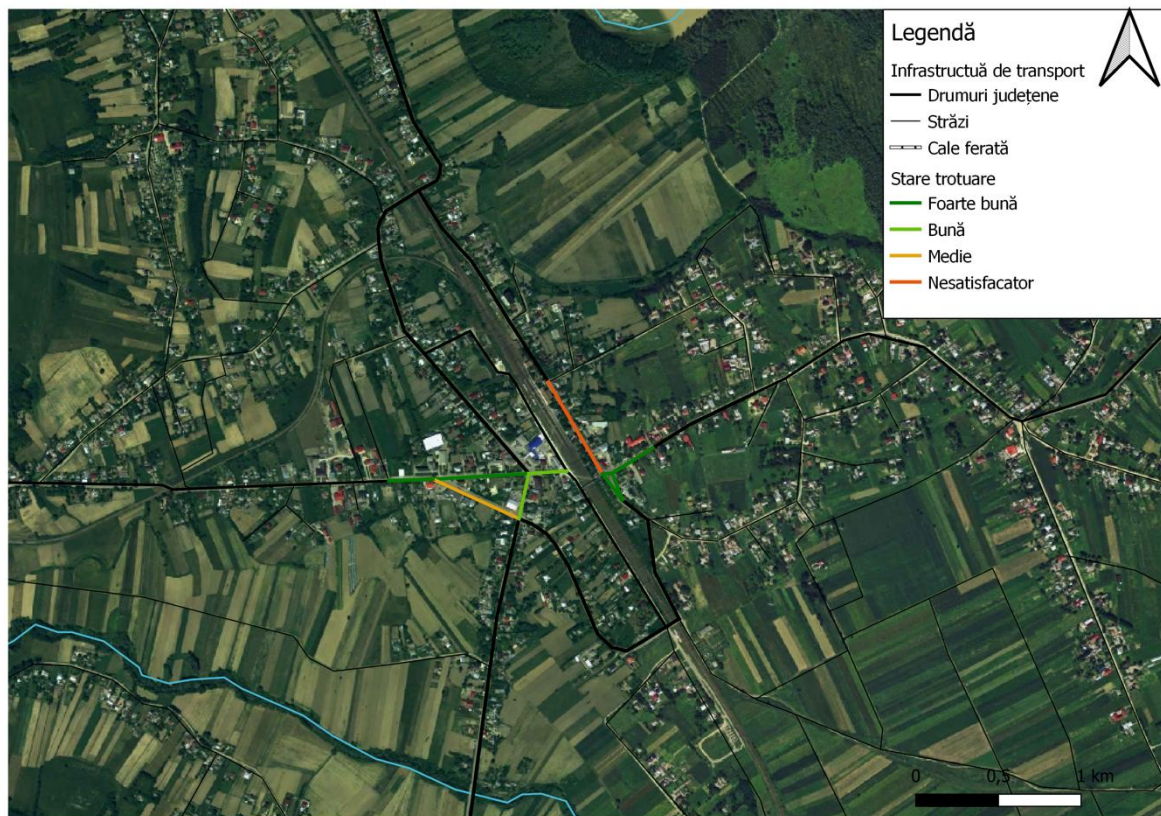 Legendă
Infrastructuă de transport
Drumuri județene
Străzi
Cale ferată
Stare trotuare
Foarte bună
Bună
Medie
Nesatisfacator
0 0,5 1 km